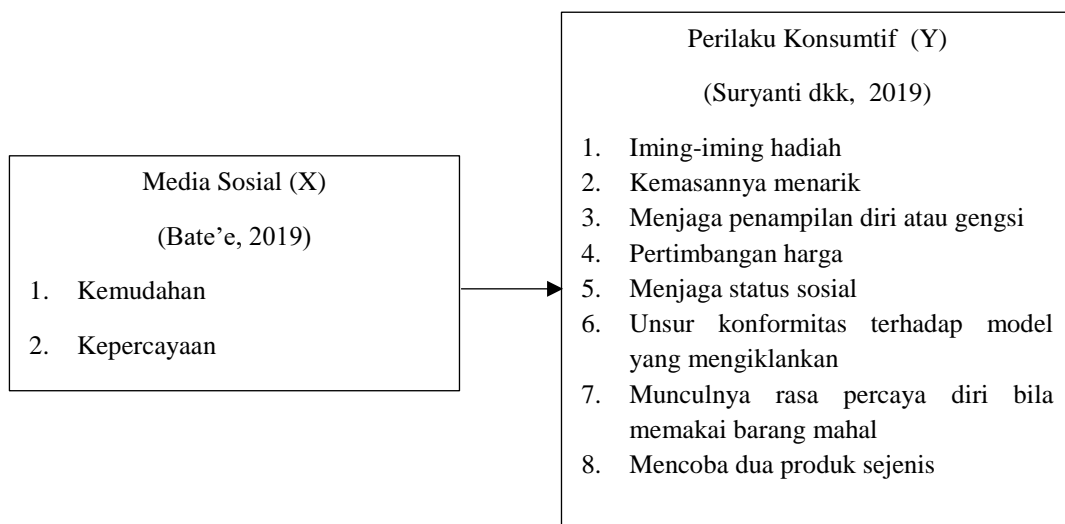 Media Sosial (X)
(Bate’e, 2019)
1. Kemudahan
2. Kepercayaan
Perilaku Konsumtif (Y)
(Suryanti dkk, 2019)
1. Iming-iming hadiah
2. Kemasannya menarik
3. Menjaga penampilan diri atau gengsi
4. Pertimbangan harga
5. Menjaga status sosial
6. Unsur konformitas terhadap model
yang mengiklankan
7. Munculnya rasa percaya diri bila
memakai barang mahal
8. Mencoba dua produk sejenis